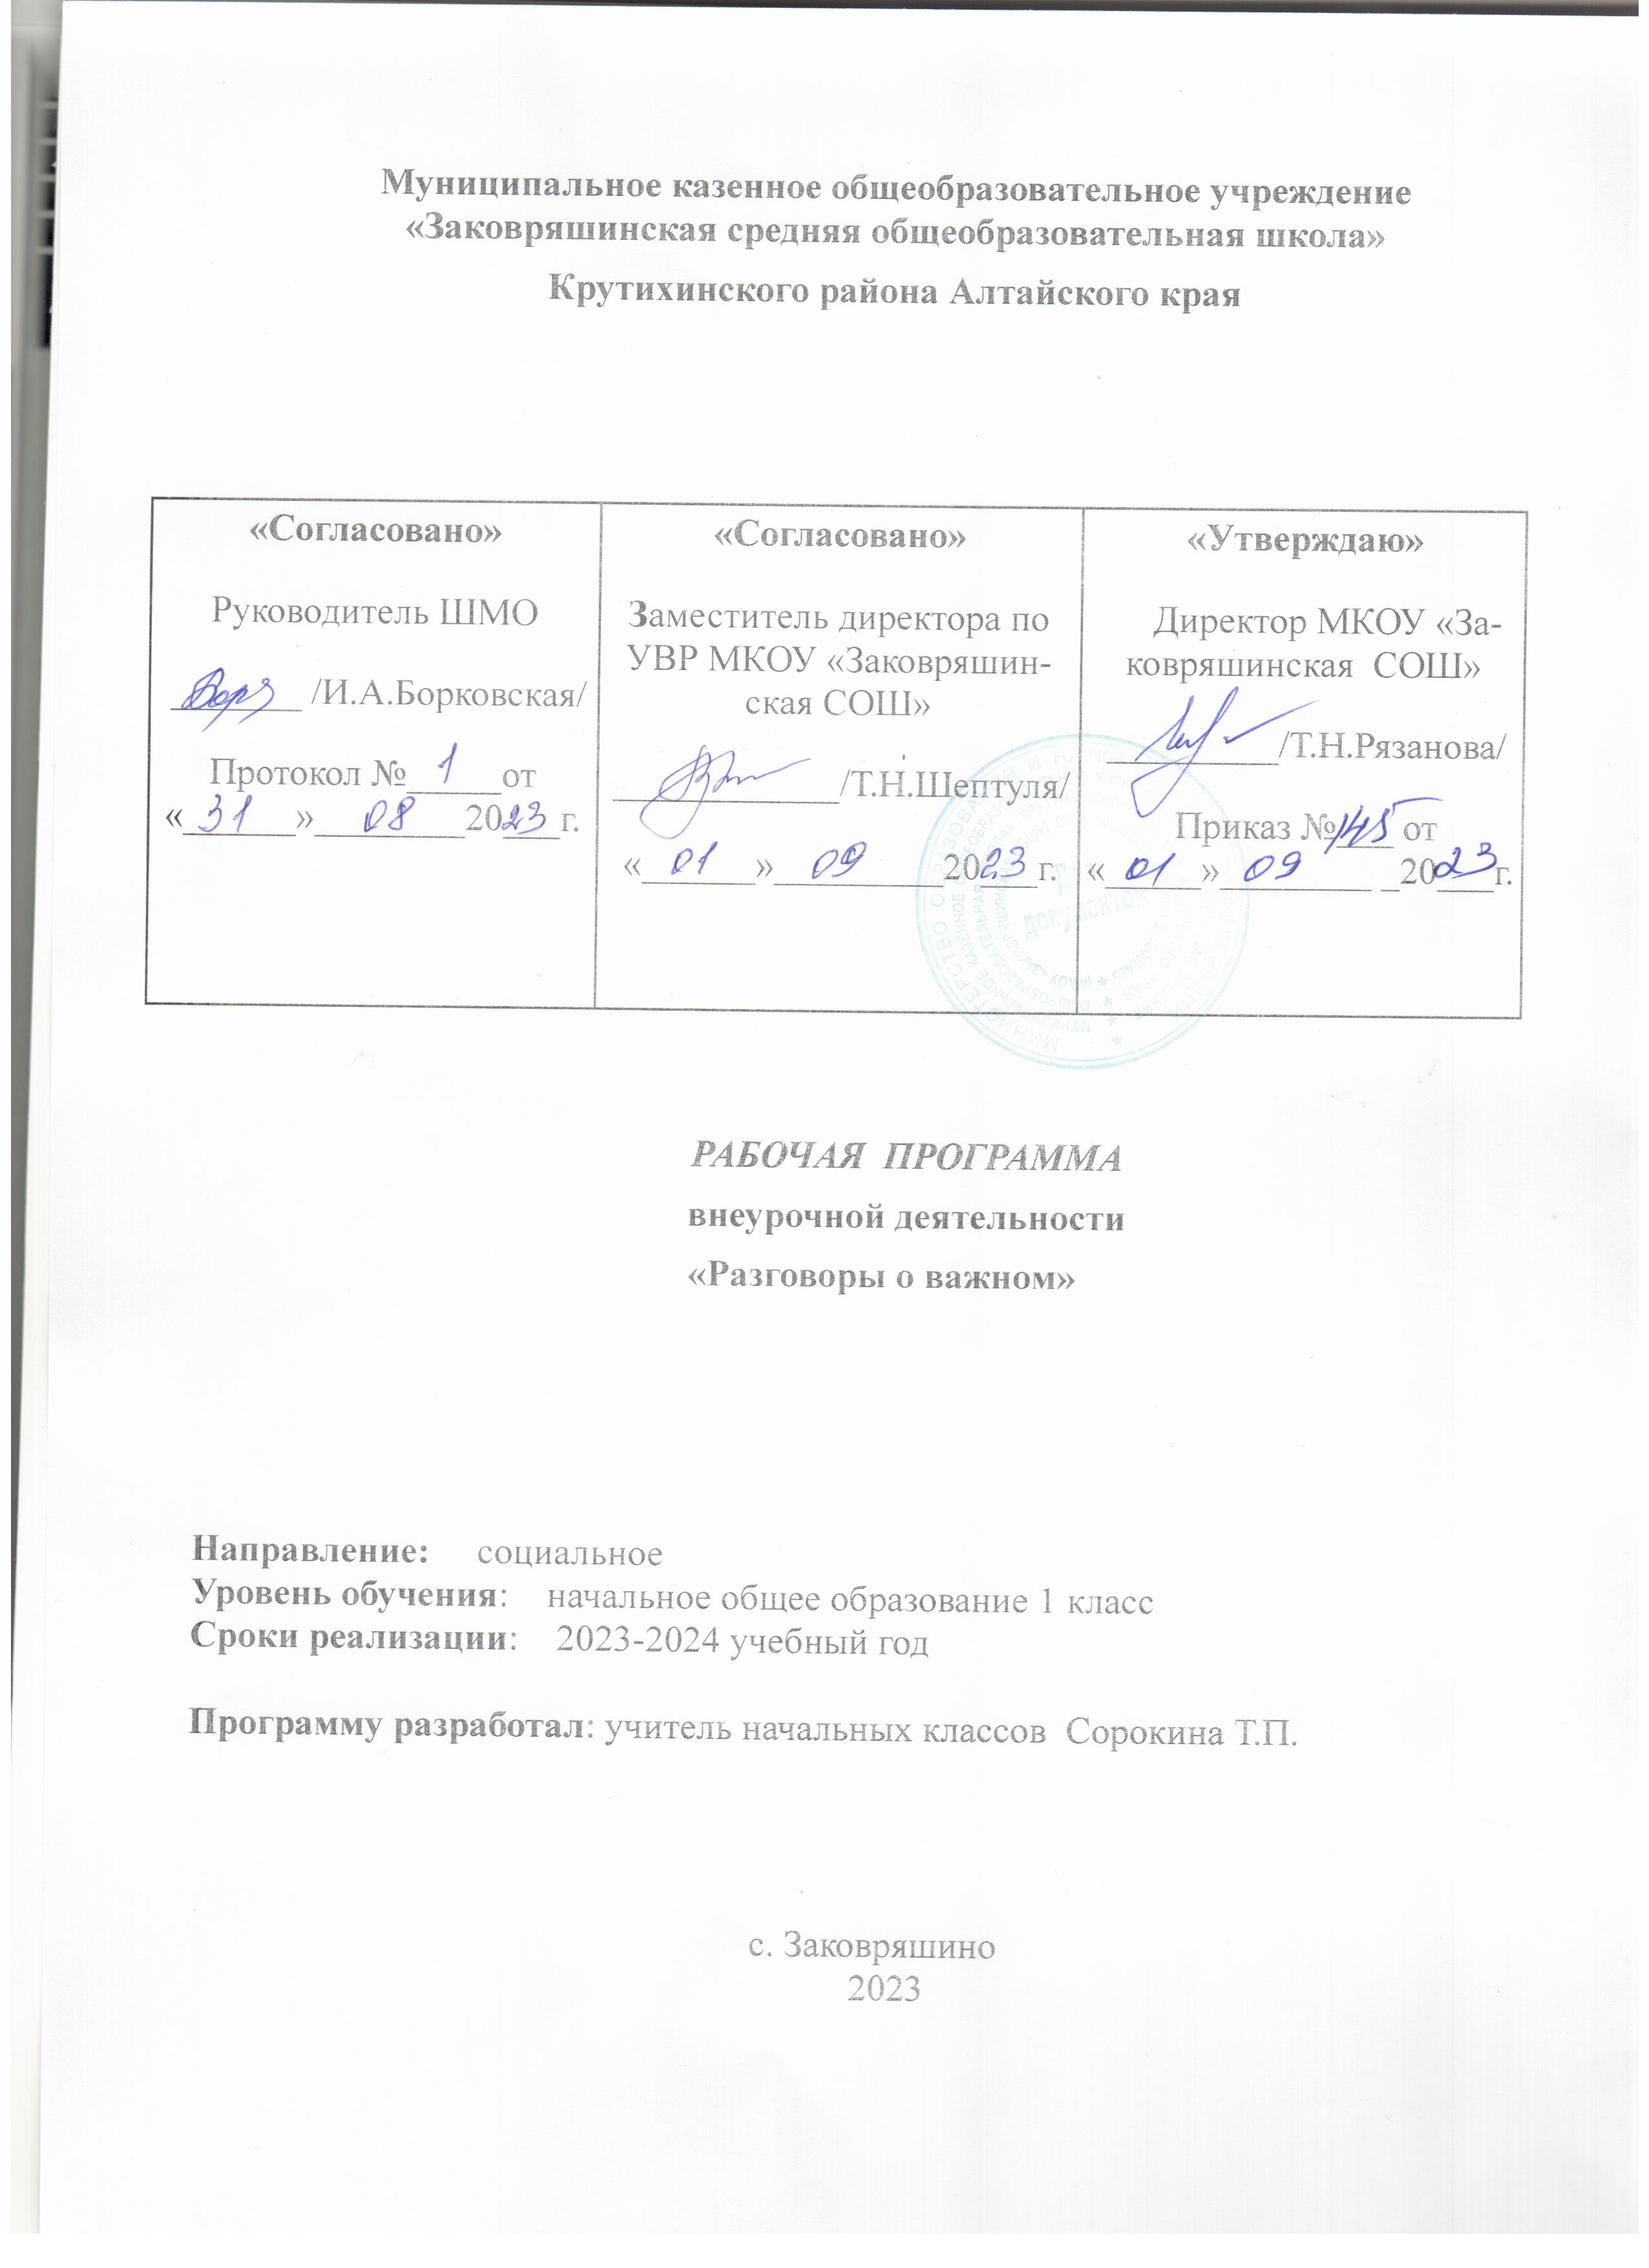 Муниципальное казенное общеобразовательное учреждение
«Заковряшинская средняя общеобразовательная школа»
Крутихинского района Алтайского края
«Согласовано»
Руководитель ШМО
/И.А.Борковская/
Протокол № 1 от
«31» 08 2023 г.
«Согласовано»
Заместитель директора по
УВР МКОУ «Заковряшин-
ская СОШ»
/Т.Н.Шептуля/
«01» 09 2023 г.
«Утверждаю»
Директор МКОУ «За-
ковряшинская СОШ»
/Т.Н.Рязанова/
Приказ № 145 от
«01» 09 2023 г.
РАБОЧАЯ ПРОГРАММА
внеурочной деятельности
«Разговоры о важном»
Направление: социальное
Уровень обучения: начальное общее образование 1 класс
Сроки реализации: 2023-2024 учебный год
Программу разработал: учитель начальных классов Сорокина Т.П.
с. Заковряшино
2023